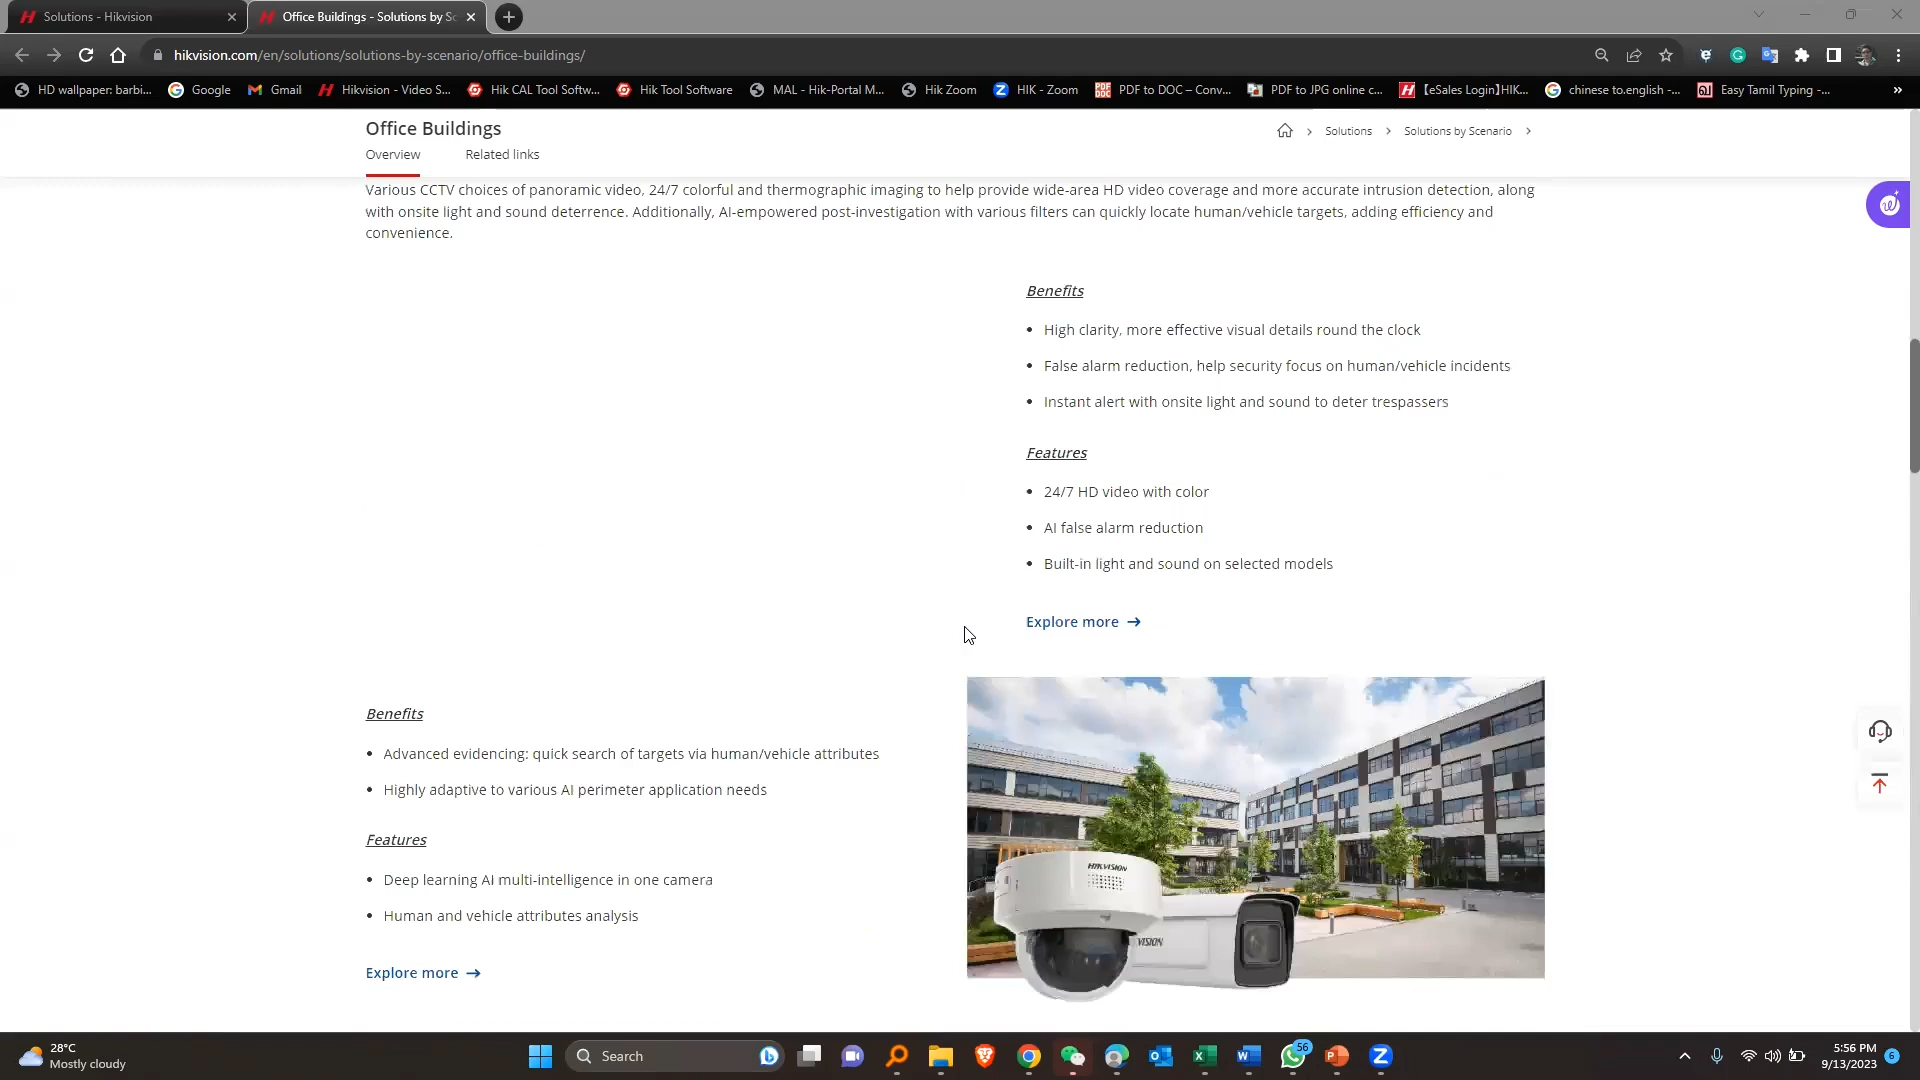 Solutions - Hikvision
Office Buildings - Solutions by Sc
hikvision.com/en/solutions/solutions-by-scenario/office-buildings/
HD wallpaper: barbi...
Google
Gmail
Hikvision - Video S...
Hik CAL Tool Softw...
Hik Tool Software
MAL - Hik-Portal M...
Hik Zoom
HIK - Zoom
PDF to DOC – Conv...
PDF to JPG online c...
【eSales Login】HIK...
chinese to.english -...
Easy Tamil Typing -...
»
Office Buildings
Solutions
Solutions by Scenario
Overview
Related links
Various CCTV choices of panoramic video, 24/7 colorful and thermographic imaging to help provide wide-area HD video coverage and more accurate intrusion detection, along
with onsite light and sound deterrence. Additionally, AI-empowered post-investigation with various filters can quickly locate human/vehicle targets, adding efficiency and
convenience.
Benefits
• High clarity, more effective visual details round the clock
• False alarm reduction, help security focus on human/vehicle incidents
• Instant alert with onsite light and sound to deter trespassers
Features
• 24/7 HD video with color
• AI false alarm reduction
• Built-in light and sound on selected models
Explore more →
Benefits
• Advanced evidencing: quick search of targets via human/vehicle attributes
• Highly adaptive to various AI perimeter application needs
Features
• Deep learning AI multi-intelligence in one camera
• Human and vehicle attributes analysis
Explore more →
HIKVISION
VISION
28°C
Mostly cloudy
Search
56
5:56 PM
9/13/2023
6